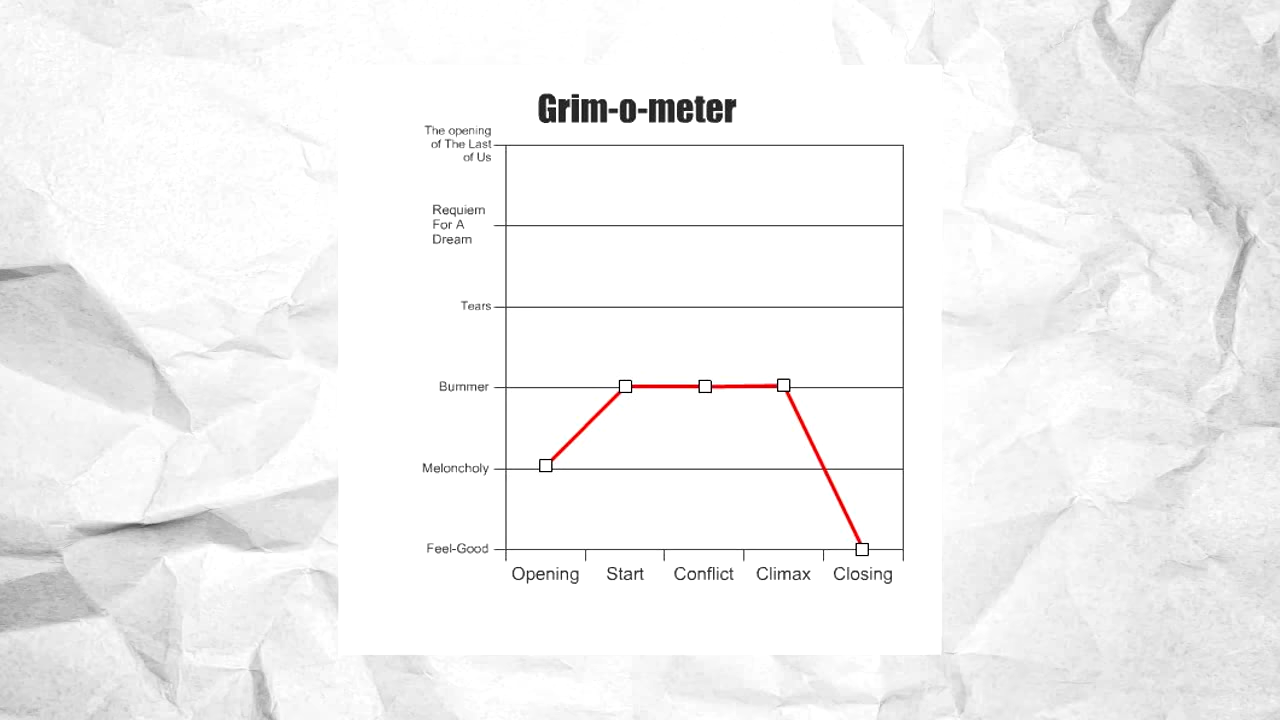 Grim-o-meter
The opening
of The Last
of Us
Requiem
For A
Dream
Tears
Bummer
Meloncholy
Feel-Good
Opening
Start
Conflict
Climax
Closing